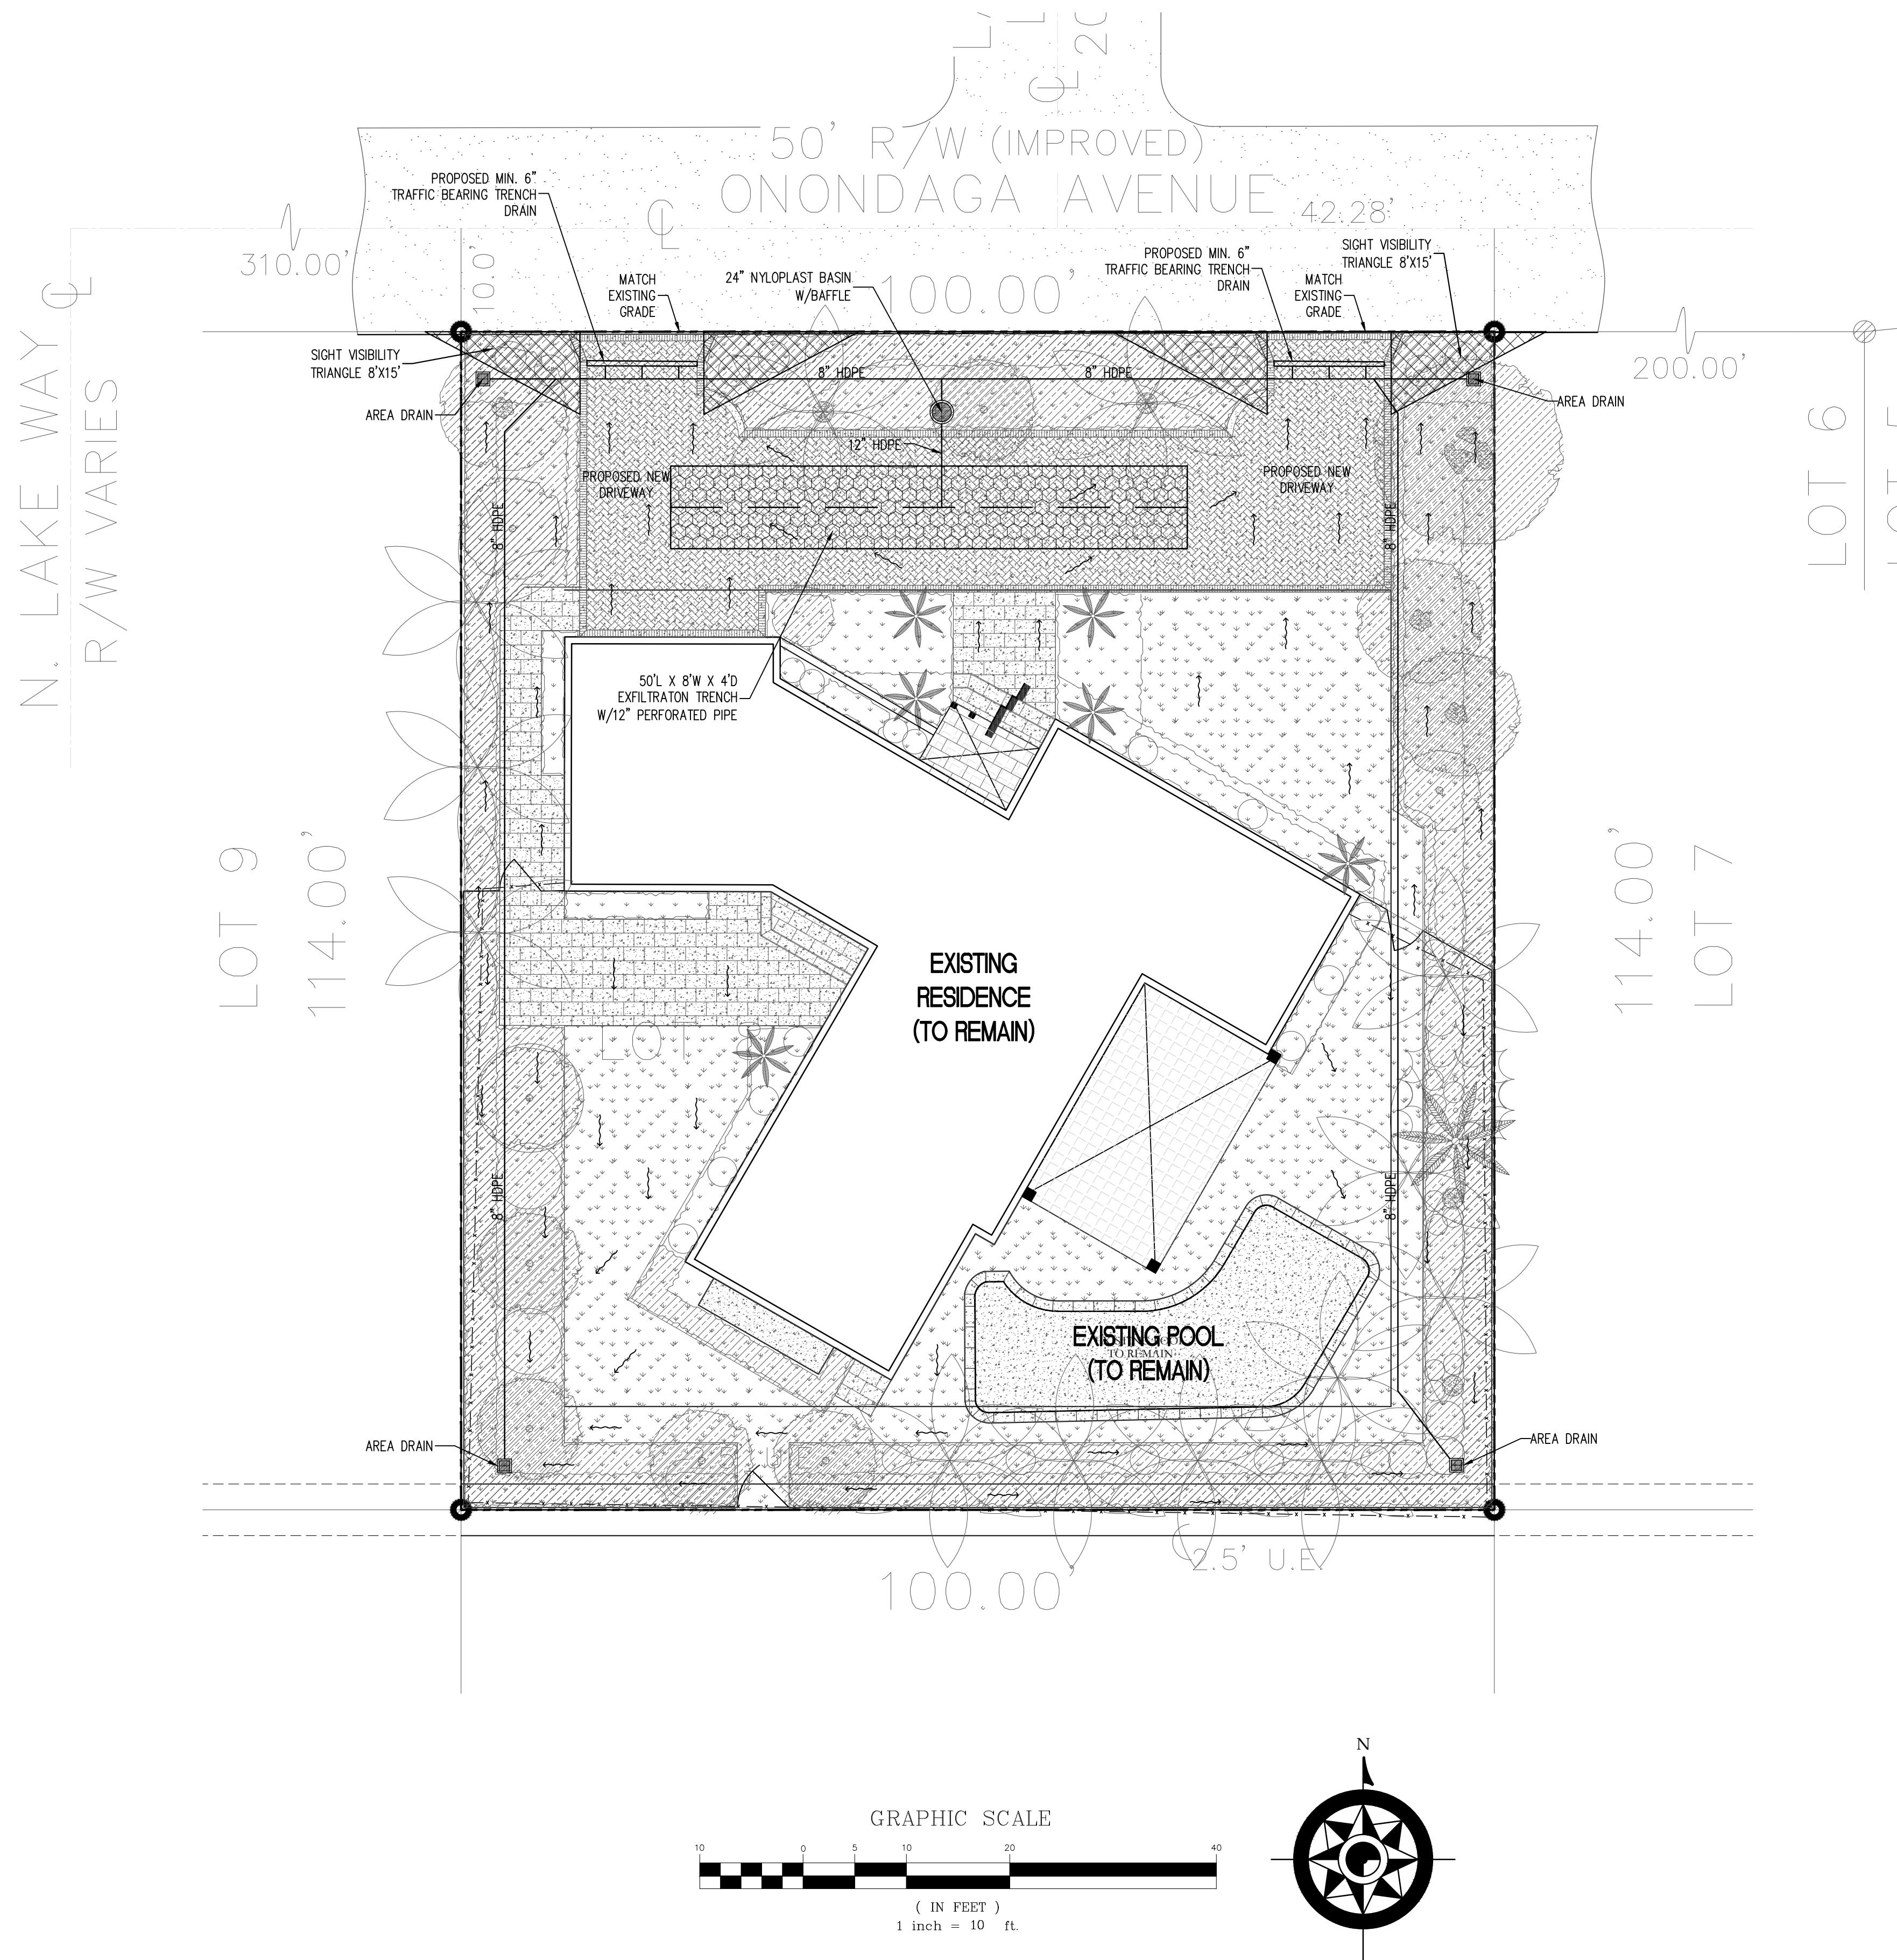 50' R/W (IMPROVED)
ONONDAGA AVENUE
42.28'
310.00'
10.0'
100.00'
200.00'
PROPOSED MIN. 6"
TRAFFIC BEARING TRENCH
DRAIN
MATCH
EXISTING
GRADE
24" NYLOPLAST BASIN
W/BAFFLE
PROPOSED MIN. 6"
TRAFFIC BEARING TRENCH
DRAIN
MATCH
EXISTING
GRADE
SIGHT VISIBILITY
TRIANGLE 8'X15'
SIGHT VISIBILITY
TRIANGLE 8'X15'
AREA DRAIN
8" HDPE
8" HDPE
AREA DRAIN
12" HDPE
PROPOSED NEW
DRIVEWAY
PROPOSED NEW
DRIVEWAY
8" HDPE
8" HDPE
N. LAKE WAY
R/W VARIES
LOT 6
50'L X 8'W X 4'D
EXFILTRATON TRENCH
W/12" PERFORATED PIPE
LOT 9
114.00'
114.00'
LOT 7
EXISTING
RESIDENCE
(TO REMAIN)
LOT
8" HDPE
8" HDPE
EXISTING POOL
(TO REMAIN)
TO REMAIN
AREA DRAIN
AREA DRAIN
2.5' U.E.
100.00'
N
GRAPHIC SCALE
10 0 5 10 20 40
( IN FEET )
1 inch = 10 ft.